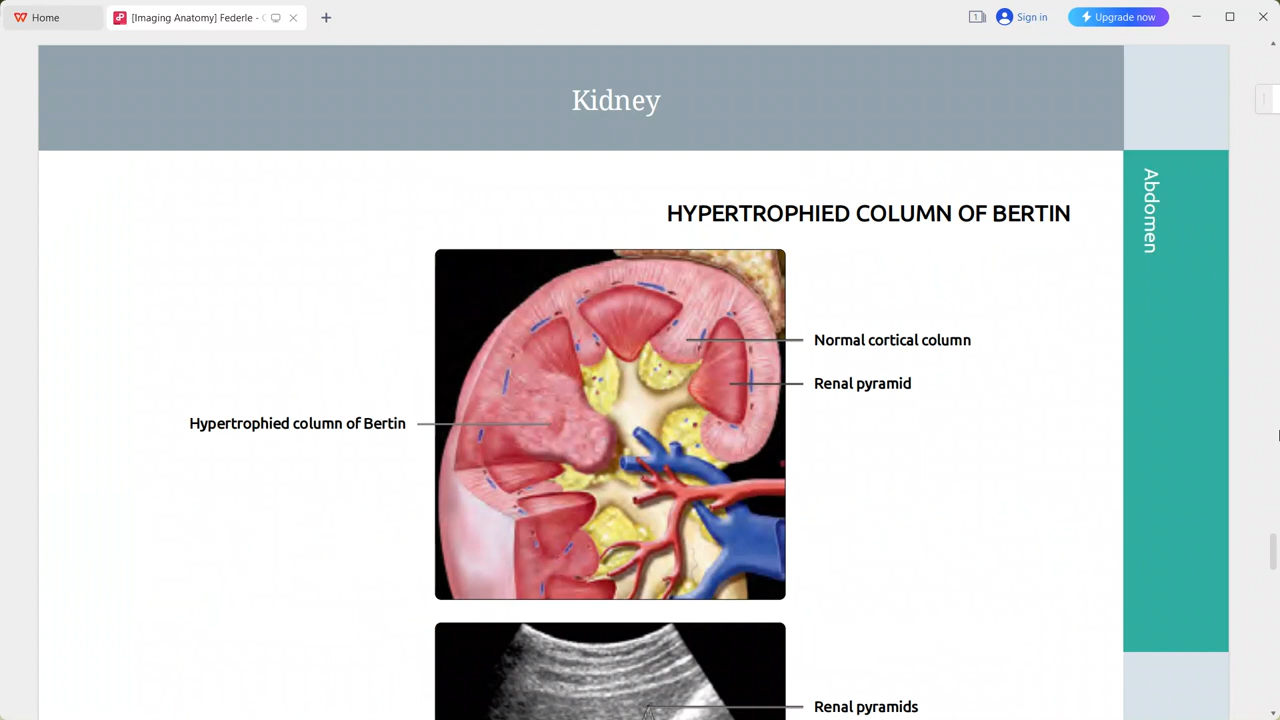 Home
[Imaging Anatomy] Federle -
1
Sign in
Upgrade now
Kidney
Abdomen
HYPERTROPHIED COLUMN OF BERTIN
Normal cortical column
Renal pyramid
Hypertrophied column of Bertin
Renal pyramids